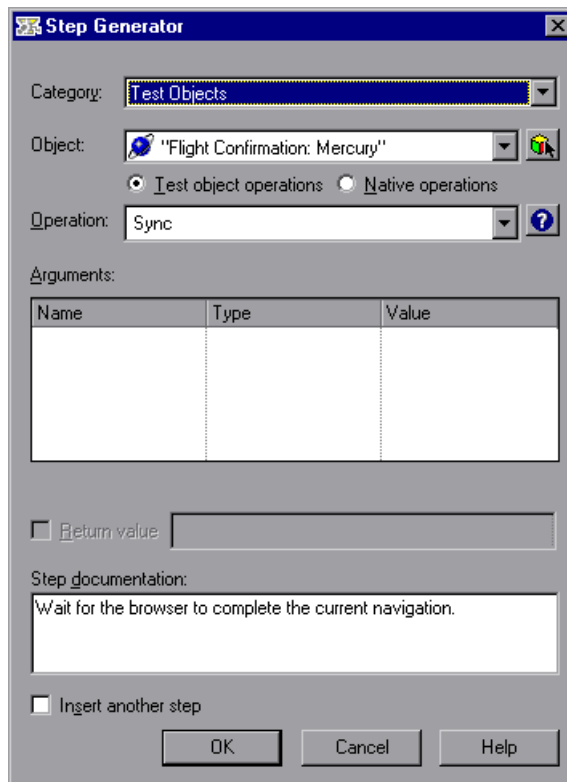 Step Generator
Category: Test Objects
Object: "Flight Confirmation: Mercury"
Test object operations Native operations
Operation: Sync
Arguments:
Name Type Value
Return value
Step documentation:
Wait for the browser to complete the current navigation.
Insert another step
OK Cancel Help